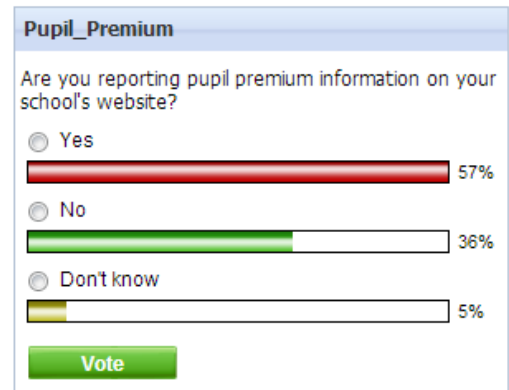 Pupil_Premium
Are you reporting pupil premium information on your
school's website?
Yes
57%
No
36%
Don't know
5%
Vote